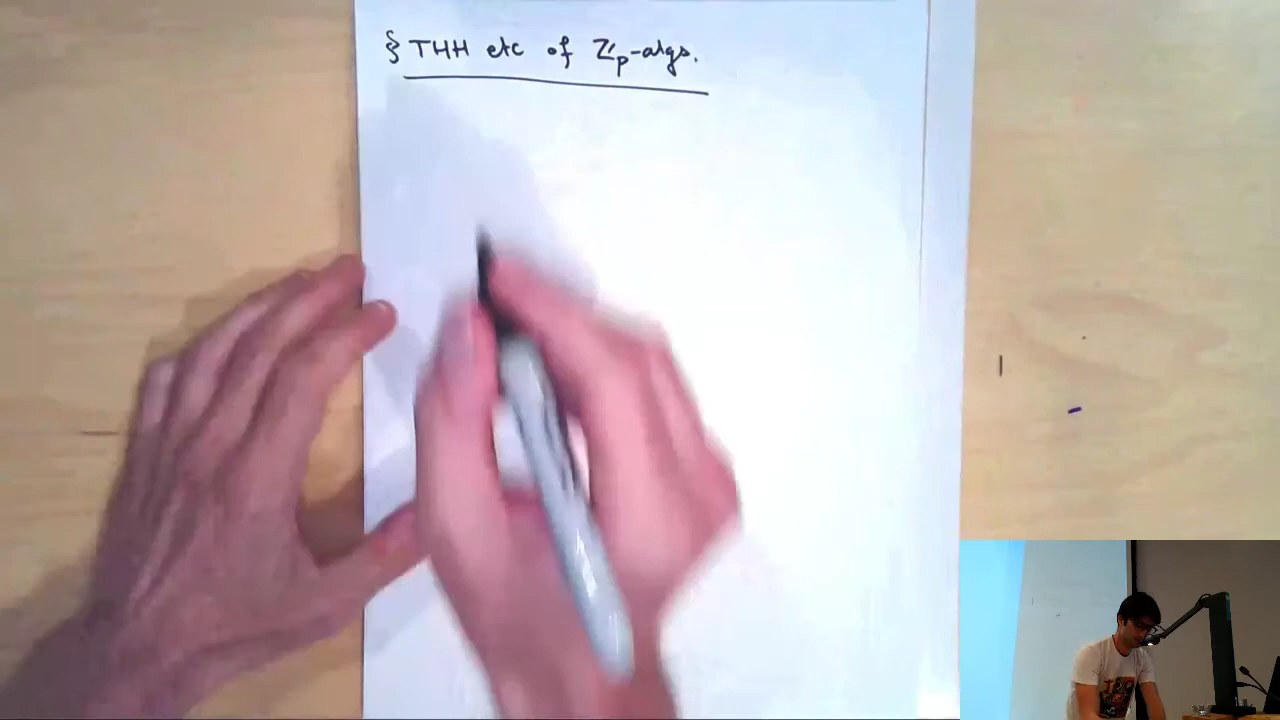 § THH etc of ℤp-algs.